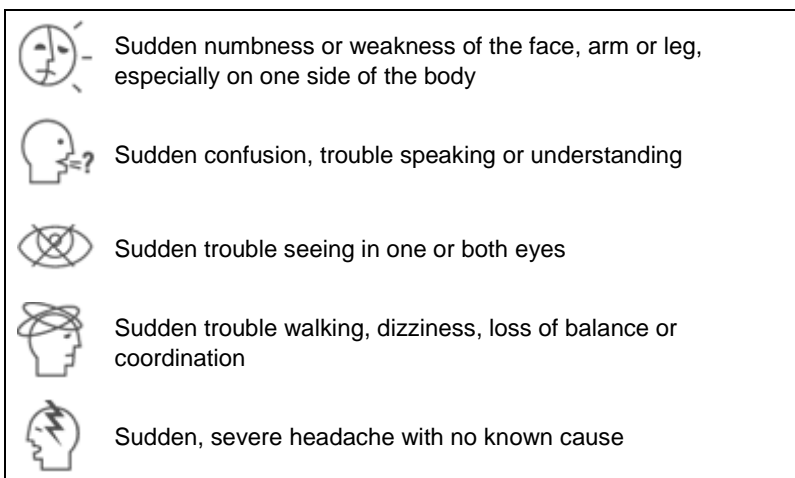 Sudden numbness or weakness of the face, arm or leg,
especially on one side of the body
=?
Sudden confusion, trouble speaking or understanding
Sudden trouble seeing in one or both eyes
Sudden trouble walking, dizziness, loss of balance or
coordination
Sudden, severe headache with no known cause